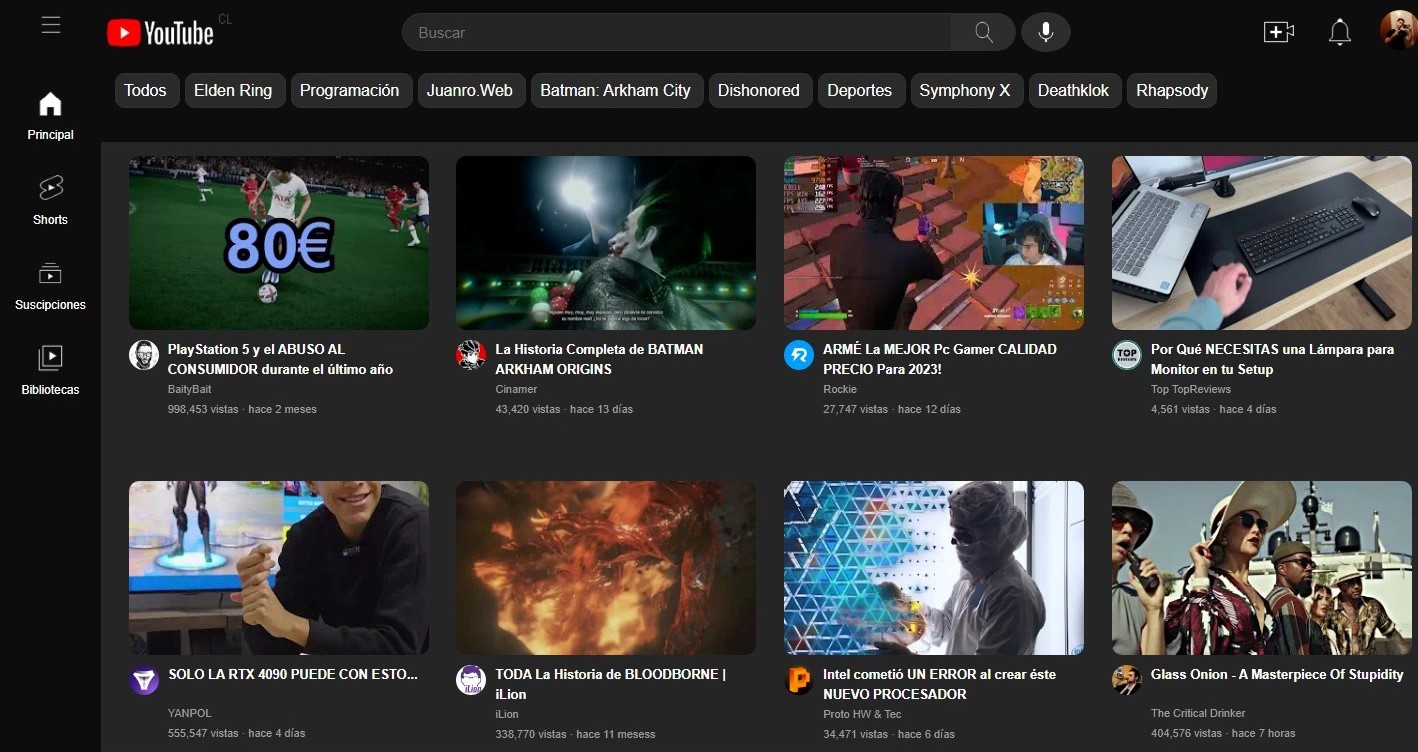 YouTube CL
Buscar
Todos
Elden Ring
Programación
Juanro.Web
Batman: Arkham City
Dishonored
Deportes
Symphony X
Deathklok
Rhapsody
Principal
Shorts
Suscipciones
Bibliotecas
80€
PlayStation 5 y el ABUSO AL
CONSUMIDOR durante el último año
BaityBait
998,453 vistas · hace 2 meses
La Historia Completa de BATMAN
ARKHAM ORIGINS
Cinamer
43,420 vistas · hace 13 días
ARMÉ La MEJOR Pc Gamer CALIDAD
PRECIO Para 2023!
Rockie
27,747 vistas · hace 12 días
TOP
REVIEWS
Por Qué NECESITAS una Lámpara para
Monitor en tu Setup
Top TopReviews
4,561 vistas · hace 4 días
SOLO LA RTX 4090 PUEDE CON ESTO...
YANPOL
555,547 vistas · hace 4 días
iLion
TODA La Historia de BLOODBORNE |
iLion
iLion
338,770 vistas · hace 11 mesess
Intel cometió UN ERROR al crear éste
NUEVO PROCESADOR
Proto HW & Tec
34,471 vistas · hace 6 días
Glass Onion - A Masterpiece Of Stupidity
The Critical Drinker
404,576 vistas · hace 7 horas